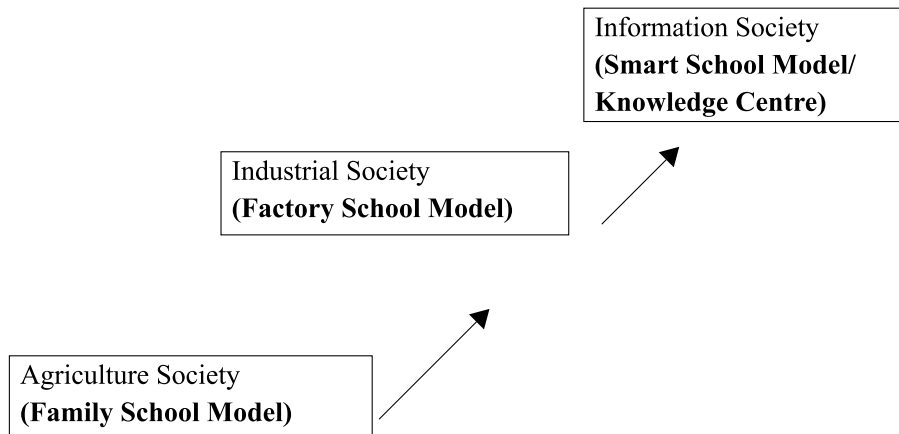 Information Society
(Smart School Model/
Knowledge Centre)
Industrial Society
(Factory School Model)
Agriculture Society
(Family School Model)